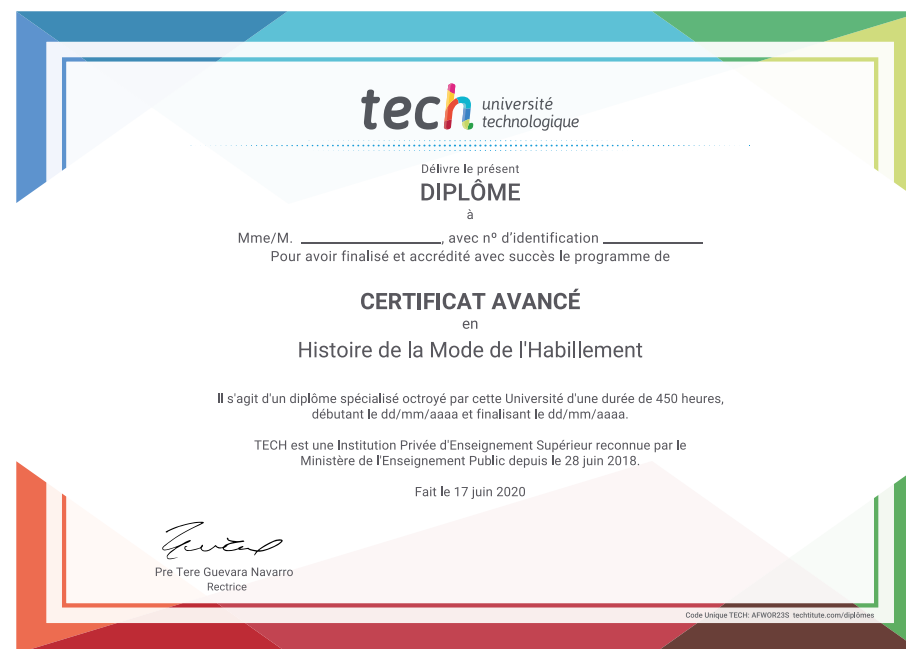 tech université
technologique
Délivre le présent
DIPLÔME
à
Mme/M. ____________________, avec nº d'identification ______________
Pour avoir finalisé et accrédité avec succès le programme de
CERTIFICAT AVANCÉ
en
Histoire de la Mode de l'Habillement
Il s'agit d'un diplôme spécialisé octroyé par cette Université d'une durée de 450 heures,
débutant le dd/mm/aaaa et finalisant le dd/mm/aaaa.
TECH est une Institution Privée d'Enseignement Supérieur reconnue par le
Ministère de l'Enseignement Public depuis le 28 juin 2018.
Fait le 17 juin 2020
Pre Tere Guevara Navarro
Rectrice
Code Unique TECH: AFWOR23S techtitute.com/diplômes